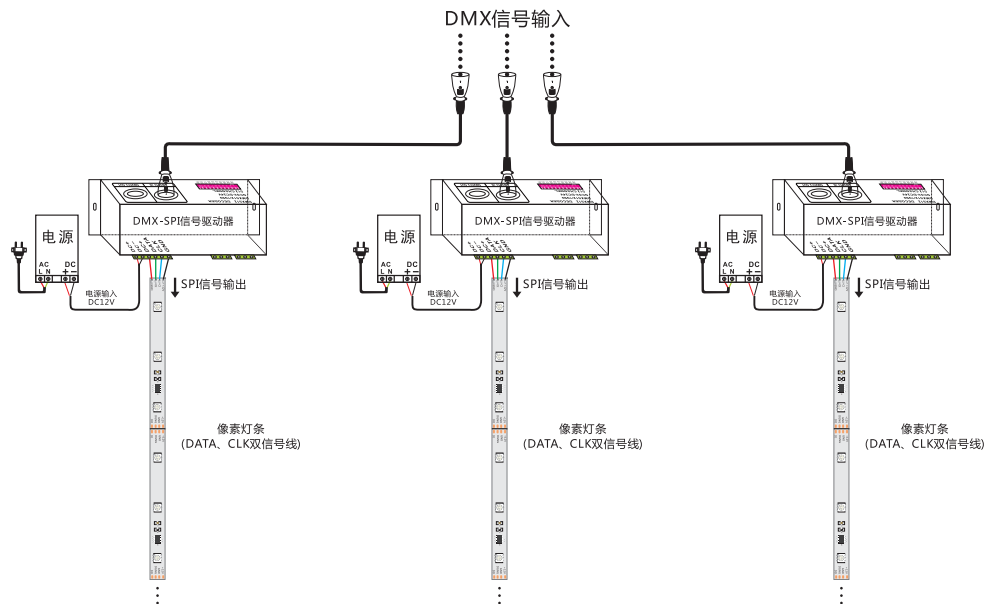 DMX信号输入
DMX-SPI信号驱动器
电源
AC
DC
L N
+ −
电源输入
DC12V
SPI信号输出
像素灯条
(DATA、CLK双信号线)
DMX-SPI信号驱动器
电源
AC
DC
L N
+ −
电源输入
DC12V
SPI信号输出
像素灯条
(DATA、CLK双信号线)
DMX-SPI信号驱动器
电源
AC
DC
L N
+ −
电源输入
DC12V
SPI信号输出
像素灯条
(DATA、CLK双信号线)